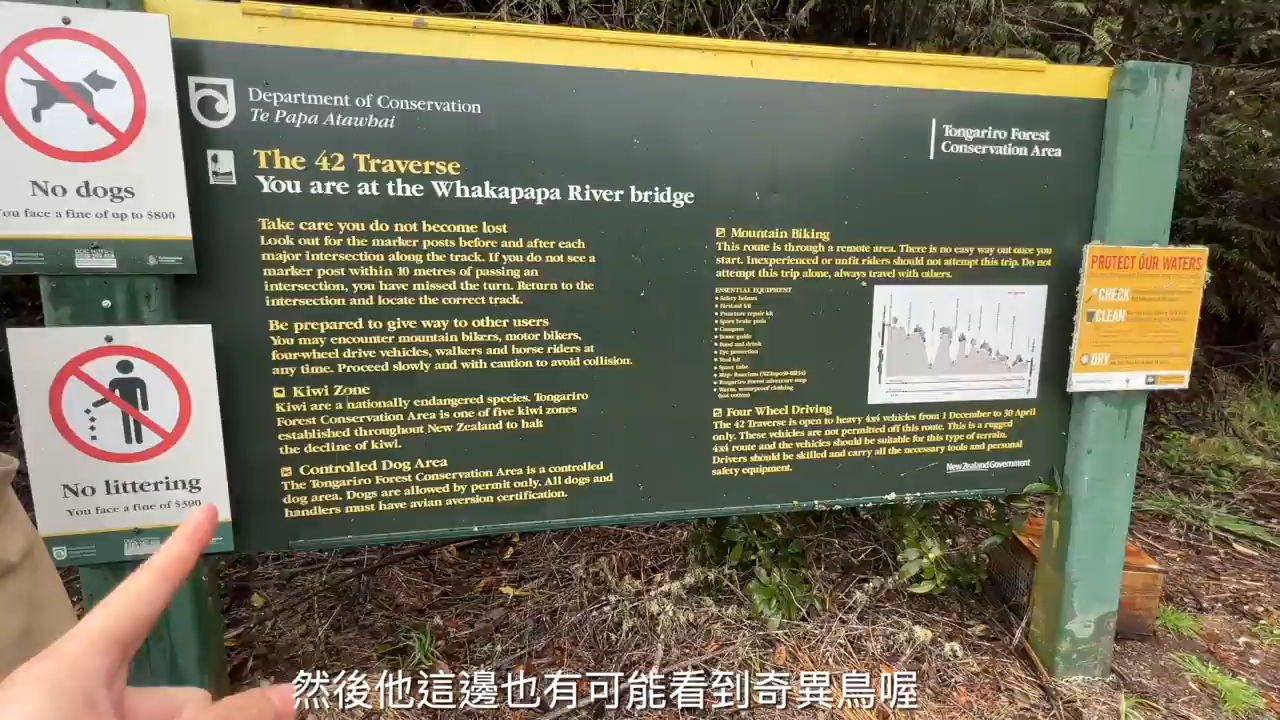 No dogs
You face a fine of up to $800
No littering
You face a fine of $300
Department of Conservation
Te Papa Atawhai
Tongariro Forest
Conservation Area
The 42 Traverse
You are at the Whakapapa River bridge
Take care you do not become lost
Look out for the marker posts before and after each
major intersection along the track. If you do not see a
marker post within 10 metres of passing an
intersection, you have missed the turn. Return to the
intersection and locate the correct track.
Be prepared to give way to other users
You may encounter mountain bikers, motor bikers,
four-wheel drive vehicles, walkers and horse riders at
any time. Proceed slowly and with caution to avoid collision.
Kiwi Zone
Kiwi are a nationally endangered species. Tongariro
Forest Conservation Area is one of five kiwi zones
established throughout New Zealand to halt
the decline of kiwi.
Controlled Dog Area
The Tongariro Forest Conservation Area is a controlled
dog area. Dogs are allowed by permit only. All dogs and
handlers must have avian aversion certification.
Mountain Biking
This route is through a remote area. There is no easy way out once you
start. Inexperienced or unfit riders should not attempt this trip. Do not
attempt this trip alone, always travel with others.
ESSENTIAL EQUIPMENT
• Safety helmet
• First aid kit
• Puncture repair kit
• Spare brake pads
• Compass
• Route guide
• Food and drink
• Eye protection
• Tool kit
• Spare tube
• Tongariro Forest adventure map
• Warm, waterproof clothing
(not cotton)
Four Wheel Driving
The 42 Traverse is open to heavy 4x4 vehicles from 1 December to 30 April
only. These vehicles are not permitted off this route. This is a rugged
4x4 route and the vehicles should be suitable for this type of terrain.
Drivers should be skilled and carry all the necessary tools and personal
safety equipment.
New Zealand Government
PROTECT OUR WATERS
CHECK
CLEAN
DRY
然後他這邊也有可能看到奇異鳥喔